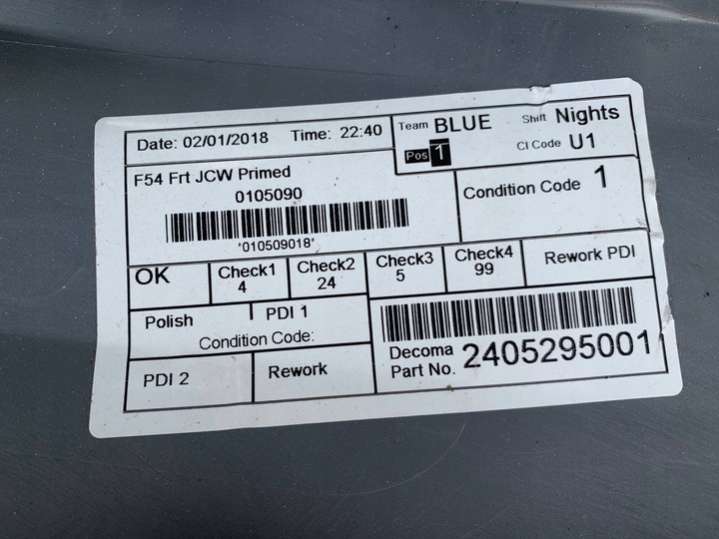 Date: 02/01/2018 Time: 22:40
Team BLUE Shift Nights
Pos 1 CI Code U1
F54 Frt JCW Primed
0105090
'010509018'
Condition Code 1
OK
Check1 4
Check2 24
Check3 5
Check4 99
Rework PDI
Polish
PDI 1
Condition Code:
PDI 2
Rework
Decoma
Part No. 2405295001